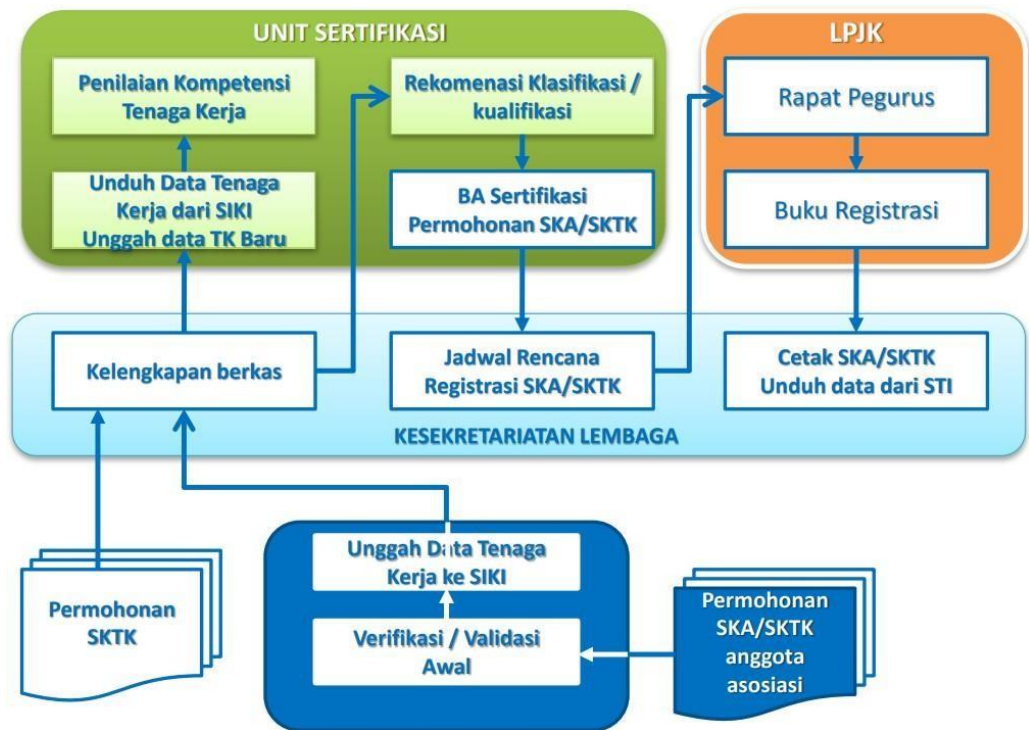 UNIT SERTIFIKASI
LPJK
Penilaian Kompetensi
Tenaga Kerja
Rekomenasi Klasifikasi /
kualifikasi
Rapat Pegurus
Unduh Data Tenaga
Kerja dari SIKI
Unggah data TK Baru
BA Sertifikasi
Permohonan SKA/SKTK
Buku Registrasi
Kelengkapan berkas
Jadwal Rencana
Registrasi SKA/SKTK
Cetak SKA/SKTK
Unduh data dari STI
KESEKRETARIATAN LEMBAGA
Unggah Data Tenaga
Kerja ke SIKI
Permohonan
SKTK
Verifikasi / Validasi
Awal
Permohonan
SKA/SKTK
anggota
asosiasi